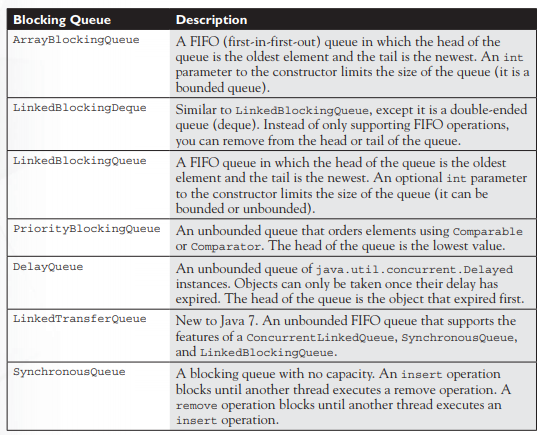 Blocking Queue Description
ArrayBlockingQueue A FIFO (first-in-first-out) queue in which the head of the
queue is the oldest element and the tail is the newest. An int
parameter to the constructor limits the size of the queue (it is a
bounded queue).
LinkedBlockingDeque Similar to LinkedBlockingQueue, except it is a double-ended
queue (deque). Instead of only supporting FIFO operations,
you can remove from the head or tail of the queue.
LinkedBlockingQueue A FIFO queue in which the head of the queue is the oldest
element and the tail is the newest. An optional int parameter
to the constructor limits the size of the queue (it can be
bounded or unbounded).
PriorityBlockingQueue An unbounded queue that orders elements using Comparable
or Comparator. The head of the queue is the lowest value.
DelayQueue An unbounded queue of java.util.concurrent.Delayed
instances. Objects can only be taken once their delay has
expired. The head of the queue is the object that expired first.
LinkedTransferQueue New to Java 7. An unbounded FIFO queue that supports the
features of a ConcurrentLinkedQueue, SynchronousQueue,
and LinkedBlockingQueue.
SynchronousQueue A blocking queue with no capacity. An insert operation
blocks until another thread executes a remove operation. A
remove operation blocks until another thread executes an
insert operation.